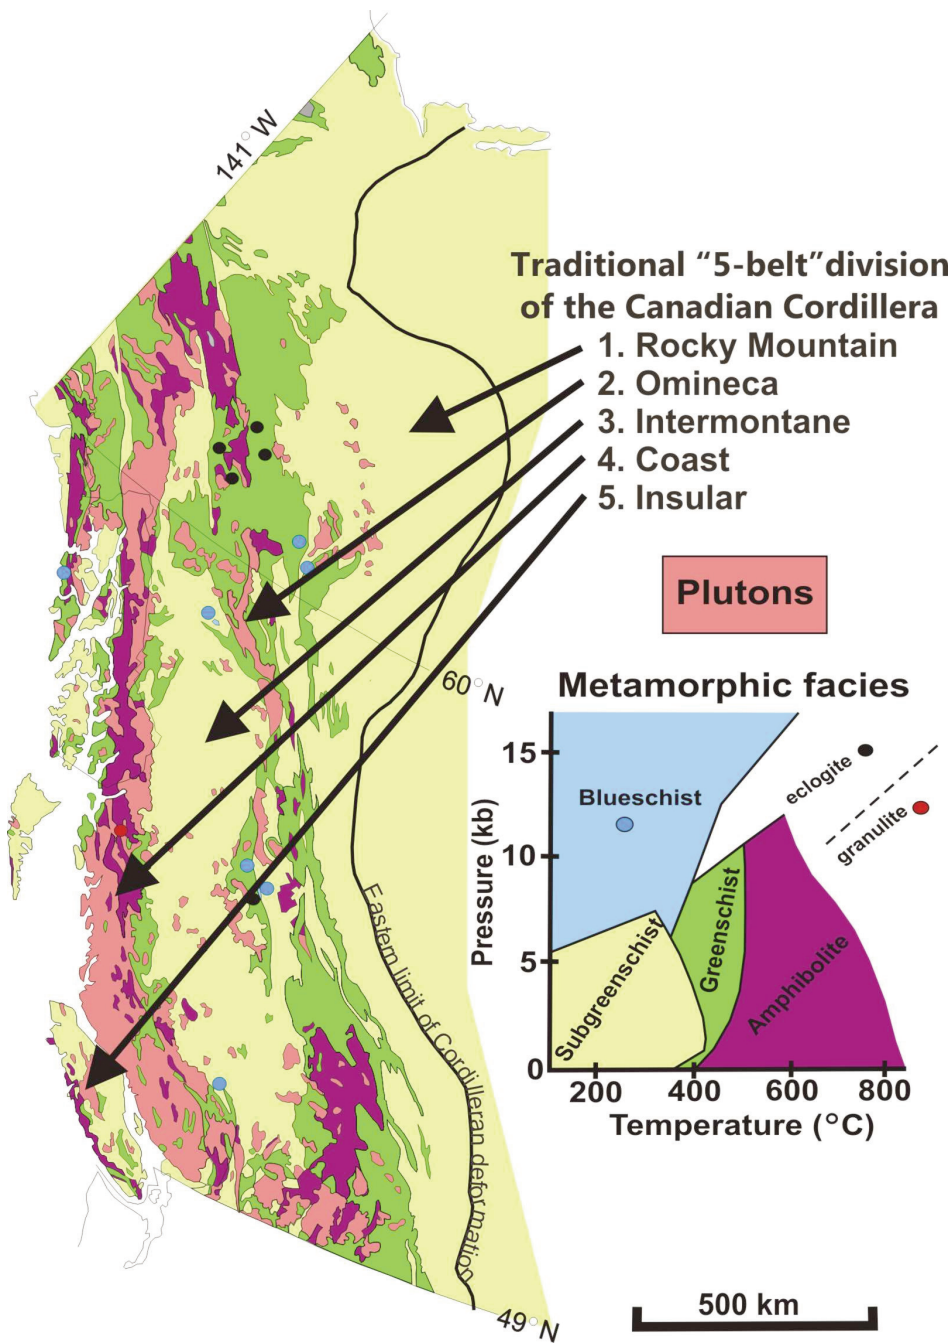 141° W
Traditional “5-belt”division
of the Canadian Cordillera
1. Rocky Mountain
2. Omineca
3. Intermontane
4. Coast
5. Insular
Plutons
60° N
Metamorphic facies
15
10
5
0
Pressure (kb)
Blueschist
eclogite
granulite
Subgreenschist
Greenschist
Amphibolite
200
400
600
800
Temperature (°C)
Eastern limit of Cordilleran deformation
49° N
500 km